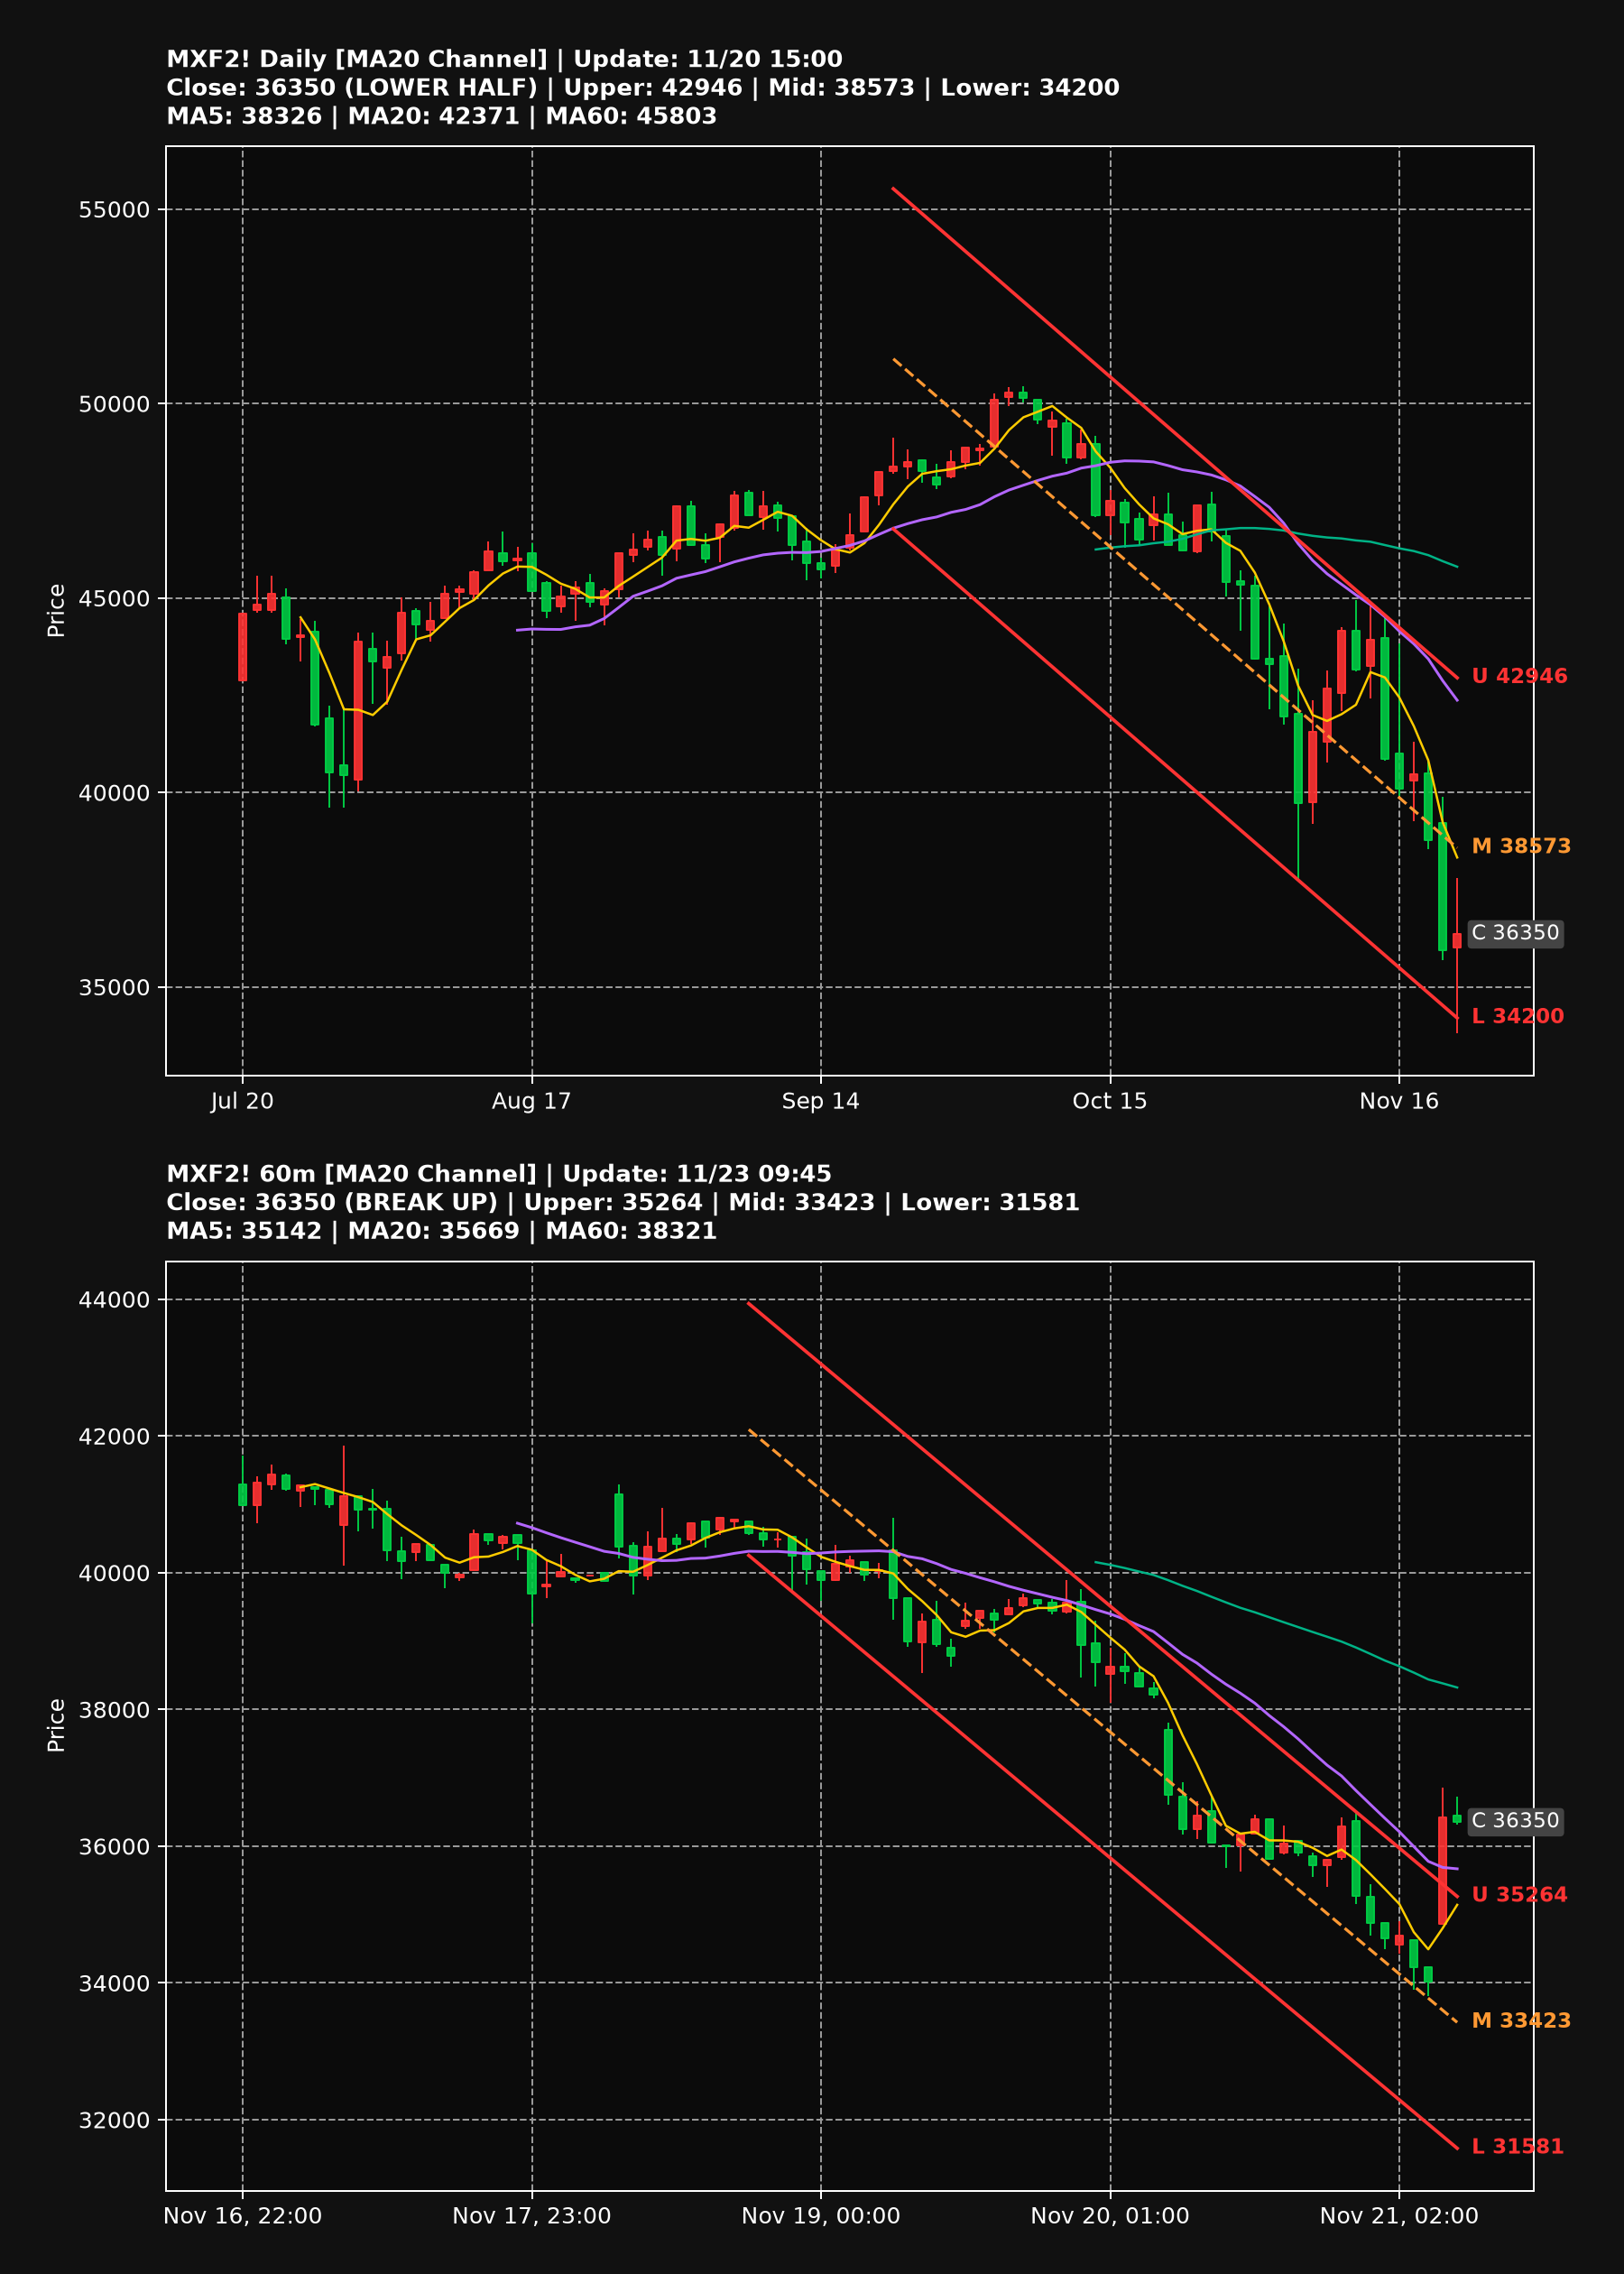 MXF2! Daily [MA20 Channel] | Update: 11/20 15:00
Close: 36350 (LOWER HALF) | Upper: 42946 | Mid: 38573 | Lower: 34200
MA5: 38326 | MA20: 42371 | MA60: 45803
Price
55000
50000
45000
40000
35000
U 42946
M 38573
C 36350
L 34200
Jul 20
Aug 17
Sep 14
Oct 15
Nov 16
MXF2! 60m [MA20 Channel] | Update: 11/23 09:45
Close: 36350 (BREAK UP) | Upper: 35264 | Mid: 33423 | Lower: 31581
MA5: 35142 | MA20: 35669 | MA60: 38321
Price
44000
42000
40000
38000
36000
34000
32000
C 36350
U 35264
M 33423
L 31581
Nov 16, 22:00
Nov 17, 23:00
Nov 19, 00:00
Nov 20, 01:00
Nov 21, 02:00